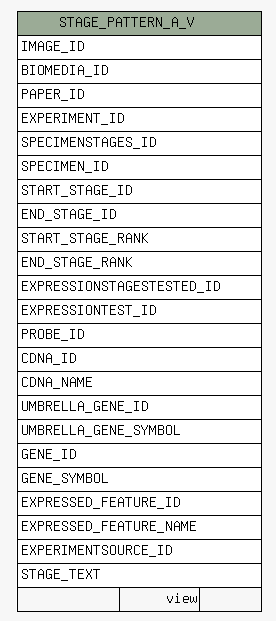 STAGE_PATTERN_A_V
IMAGE_ID
BIOMEDIA_ID
PAPER_ID
EXPERIMENT_ID
SPECIMENSTAGES_ID
SPECIMEN_ID
START_STAGE_ID
END_STAGE_ID
START_STAGE_RANK
END_STAGE_RANK
EXPRESSIONSTAGESTESTED_ID
EXPRESSIONTEST_ID
PROBE_ID
CDNA_ID
CDNA_NAME
UMBRELLA_GENE_ID
UMBRELLA_GENE_SYMBOL
GENE_ID
GENE_SYMBOL
EXPRESSED_FEATURE_ID
EXPRESSED_FEATURE_NAME
EXPERIMENTSOURCE_ID
STAGE_TEXT
view